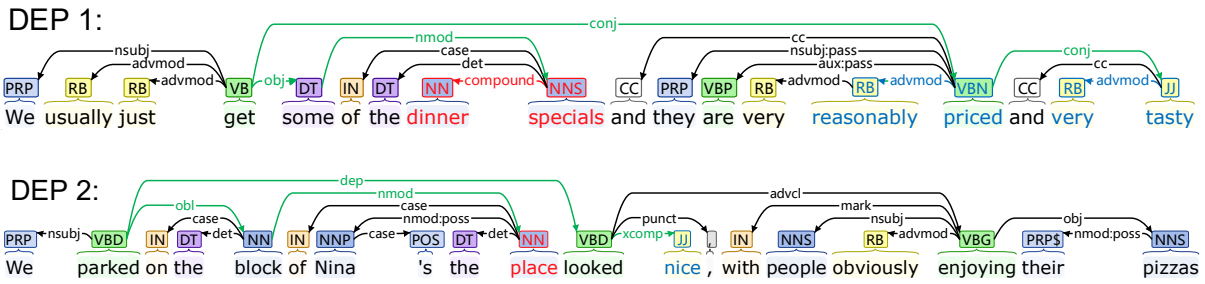 DEP 1:
conj
nmod cc
nsubj case nsubj:pass conj
advmod det aux:pass cc
advmod obj compound advmod advmod advmod
PRP RB RB VB DT IN DT NN NNS CC PRP VBP RB RB VBN CC RB JJ
We usually just get some of the dinner specials and they are very reasonably priced and very tasty
DEP 2:
dep
nmod advcl
obl case mark
case nmod:poss punct nsubj obj
nsubj det case det xcomp advmod nmod:poss
PRP VBD IN DT NN IN NNP POS DT NN VBD JJ , IN NNS RB VBG PRP$ NNS
We parked on the block of Nina 's the place looked nice , with people obviously enjoying their pizzas